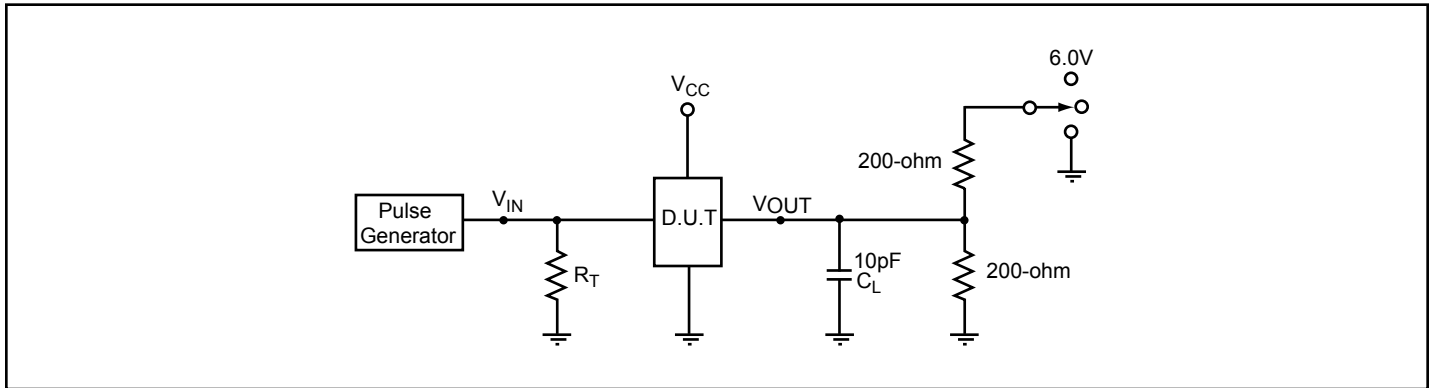 6.0V
VCC
200-ohm
Pulse
Generator
VIN
D.U.T
VOUT
10pF
CL
200-ohm
RT